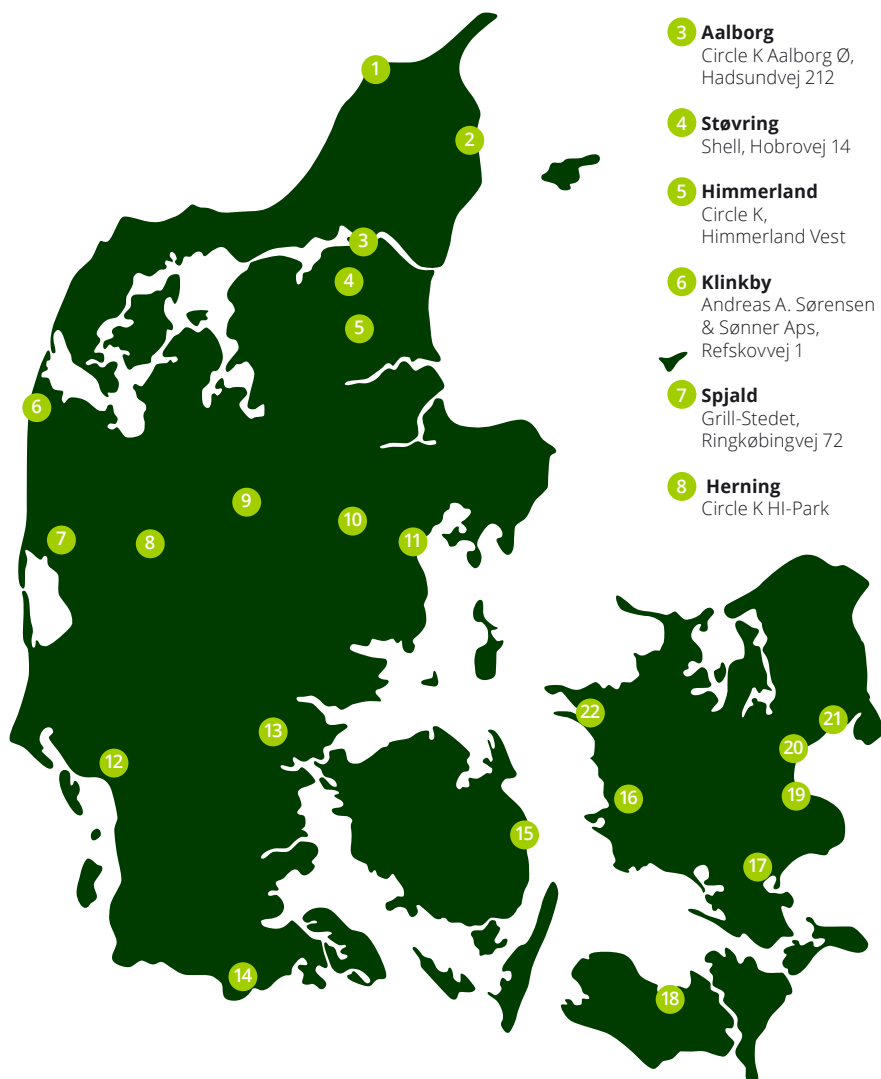 3 Aalborg
Circle K Aalborg Ø,
Hadsundvej 212
4 Støvring
Shell, Hobrovej 14
5 Himmerland
Circle K,
Himmerland Vest
6 Klinkby
Andreas A. Sørensen
& Sønner Aps,
Refskovvej 1
7 Spjald
Grill-Stedet,
Ringkøbingvej 72
8 Herning
Circle K HI-Park
1
2
3
4
5
6
9
10
7
8
11
13
12
22
21
20
16
19
15
17
14
18